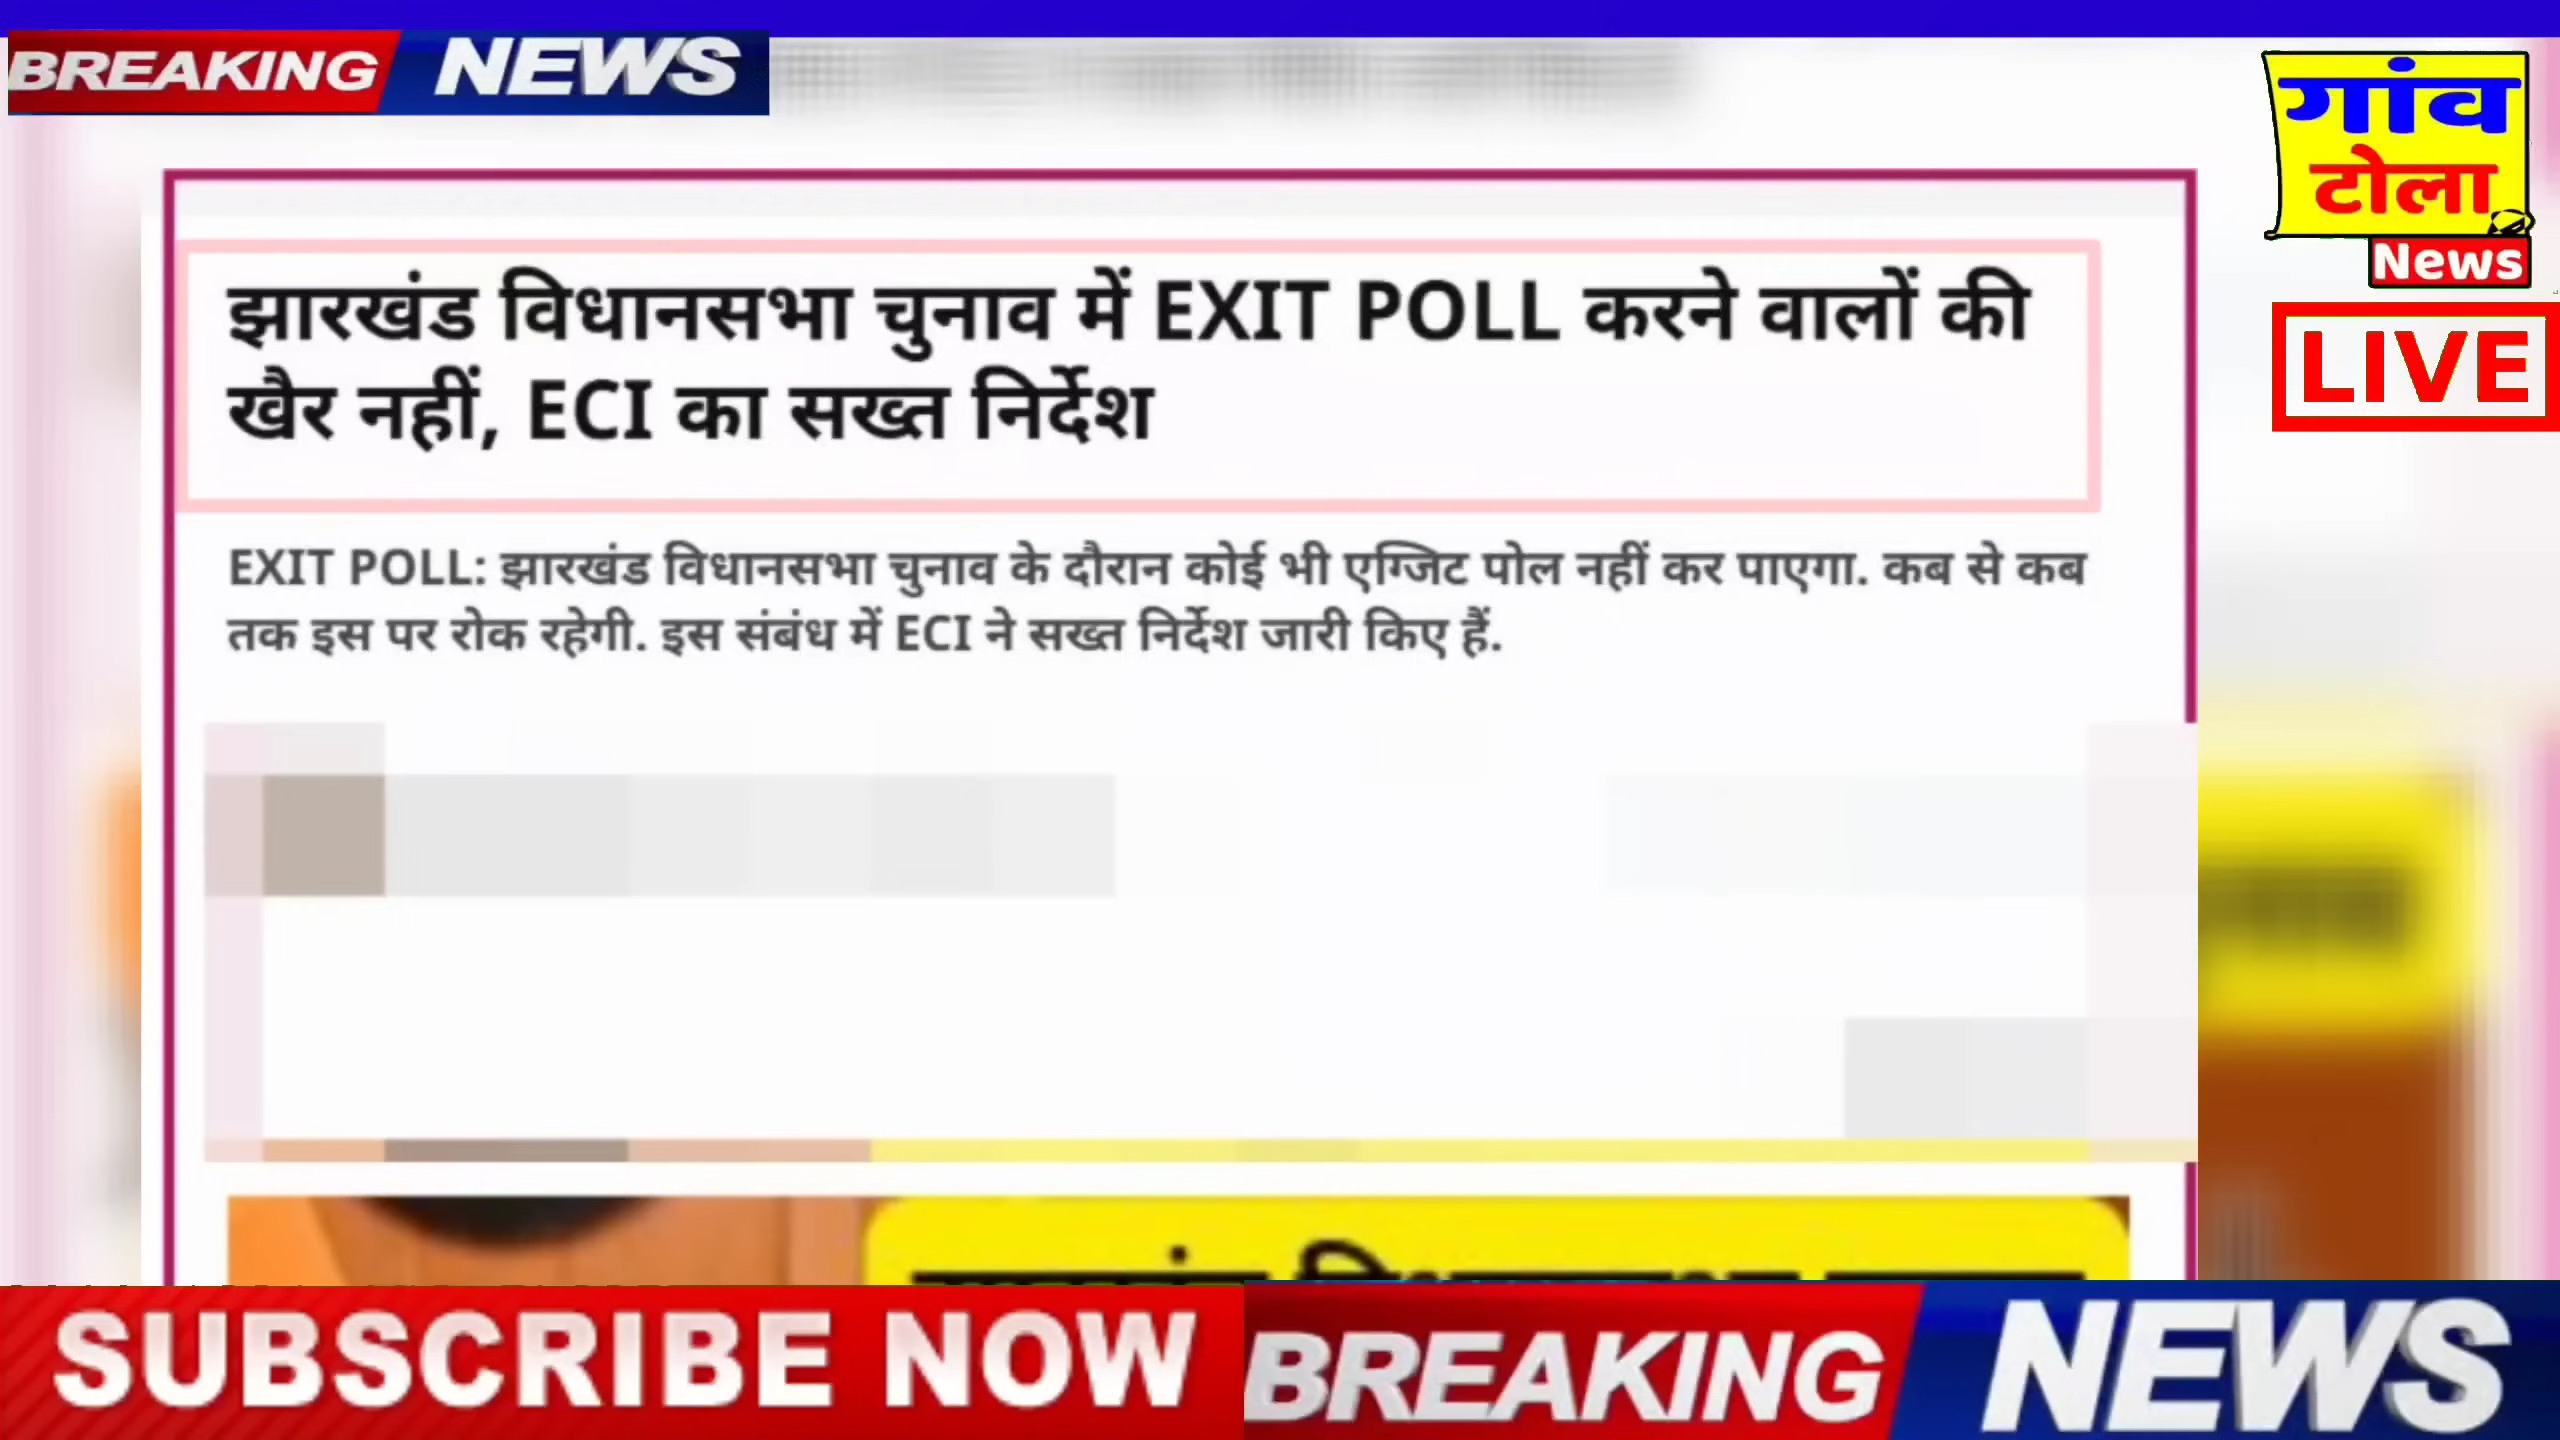 BREAKING NEWS
गांव
टोला
News
LIVE
झारखंड विधानसभा चुनाव में EXIT POLL करने वालों की
खैर नहीं, ECI का सख्त निर्देश
EXIT POLL: झारखंड विधानसभा चुनाव के दौरान कोई भी एग्जिट पोल नहीं कर पाएगा. कब से कब
तक इस पर रोक रहेगी. इस संबंध में ECI ने सख्त निर्देश जारी किए हैं.
SUBSCRIBE NOW BREAKING NEWS